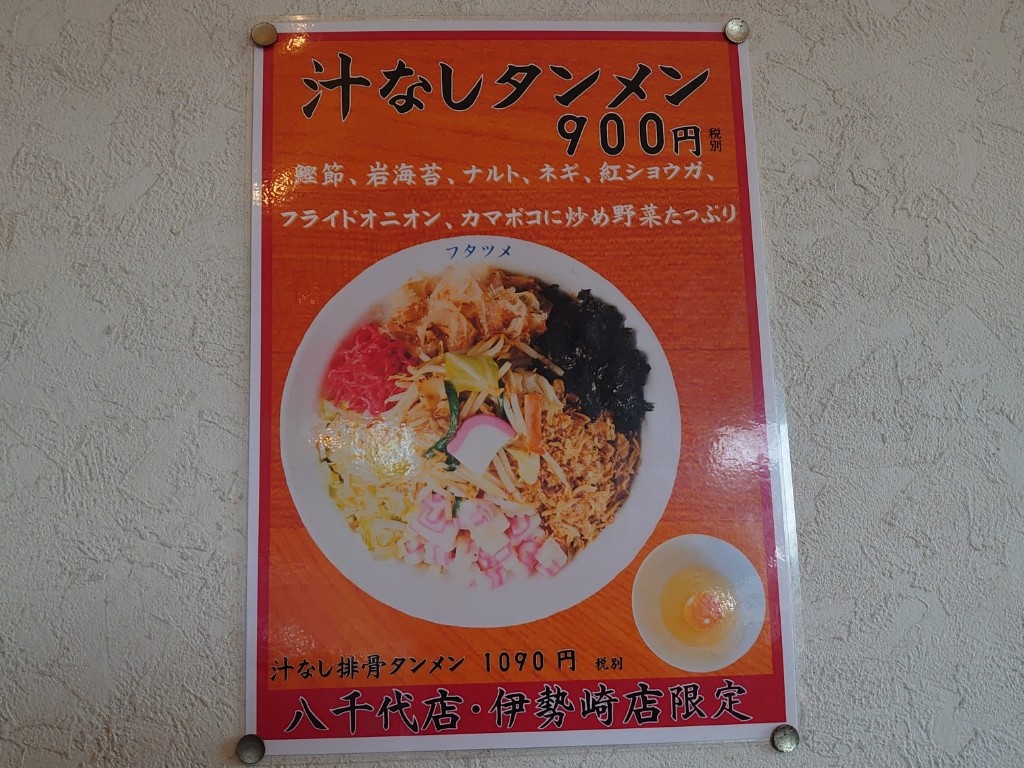 汁なしタンメン
900円 税別
鰹節、岩海苔、ナルト、ネギ、紅ショウガ、
フライドオニオン、カマボコに炒め野菜たっぷり
フタツメ
汁なし排骨タンメン 1090円 税別
八千代店・伊勢崎店限定